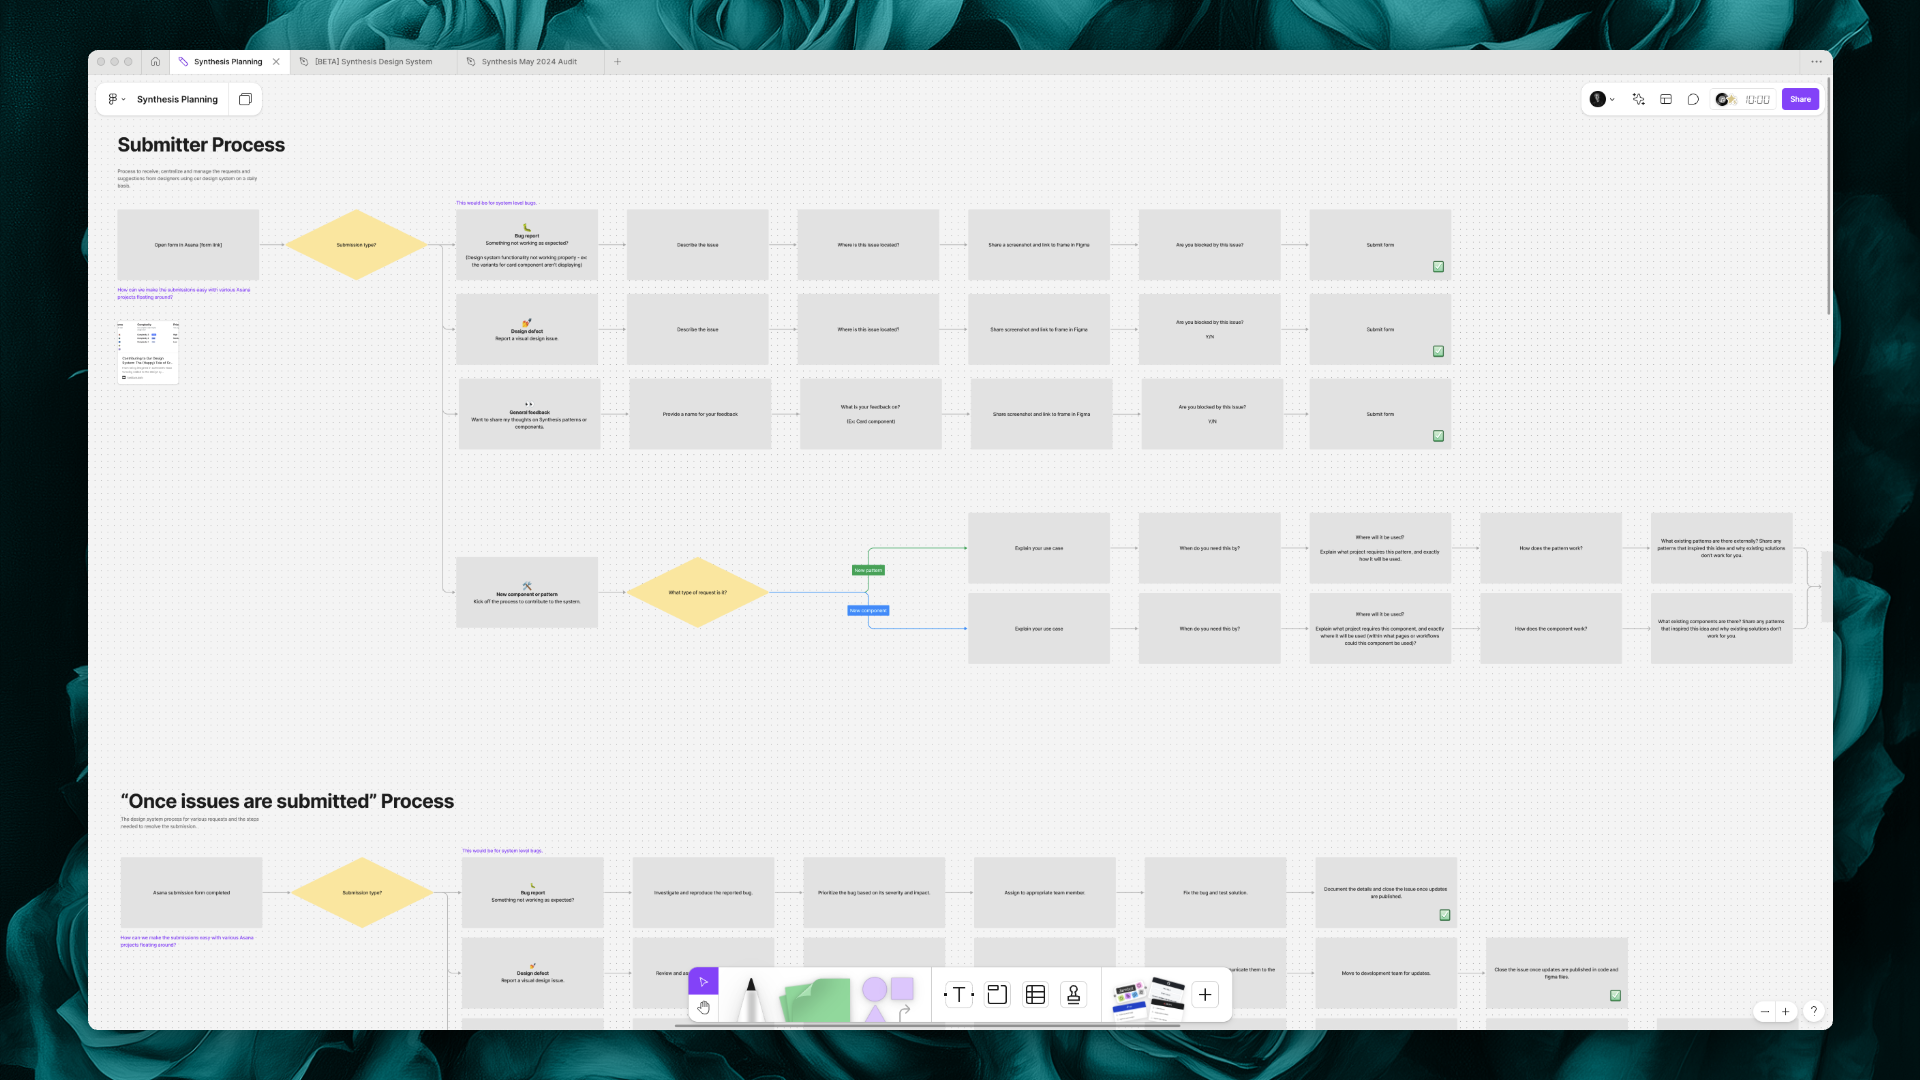 Synthesis Planning
[BETA] Synthesis Design System
Synthesis May 2024 Audit
Synthesis Planning
10:00
Share
Submitter Process
Process to receive, centralize and manage the requests and
suggestions from designers using our design system on a daily
basis.
This would be for system level bugs.
Open form in Asana (form link)
Submission type?
Bug report
Something not working as expected?
(Design system functionality not working property - ex:
the variants for card component aren't displaying)
Describe the issue
Where is this issue located?
Share a screenshot and link to frame in Figma
Are you blocked by this issue?
Submit form
How can we make the submissions easy with various Asana
projects floating around?
Design defect
Report a visual design issue.
Describe the issue
Where is this issue located?
Share screenshot and link to frame in Figma
Are you blocked by this issue?
Y/N
Submit form
General feedback
Want to share my thoughts on Synthesis patterns or
components.
Provide a name for your feedback
What is your feedback on?
(Ex: Card component)
Share screenshot and link to frame in Figma
Are you blocked by this issue?
Y/N
Submit form
New component or pattern
Kick off the process to contribute to the system.
What type of request is it?
New pattern
New component
Explain your use case
When do you need this by?
Where will it be used?
Explain what project requires this pattern, and exactly
how it will be used.
How does the pattern work?
What existing patterns are there externally? Share any
patterns that inspired this idea and why existing solutions
don't work for you.
Explain your use case
When do you need this by?
Where will it be used?
Explain what project requires this component, and exactly
where it will be used (within what pages or workflows
could this component be used)?
How does the component work?
What existing components are there? Share any patterns
that inspired this idea and why existing solutions don't
work for you.
“Once issues are submitted” Process
The design system process for various requests and the steps
needed to resolve the submission.
This would be for system level bugs.
Asana submission form completed
Submission type?
Bug report
Something not working as expected?
Investigate and reproduce the reported bug.
Prioritize the bug based on its severity and impact.
Assign to appropriate team member.
Fix the bug and test solution.
Document the details and close the issue once updates
are published.
How can we make the submissions easy with various Asana
projects floating around?
Design defect
Report a visual design issue.
Review and as
unicate them to the
Move to development team for updates.
Close the issue once updates are published in code and
figma files.
T
?